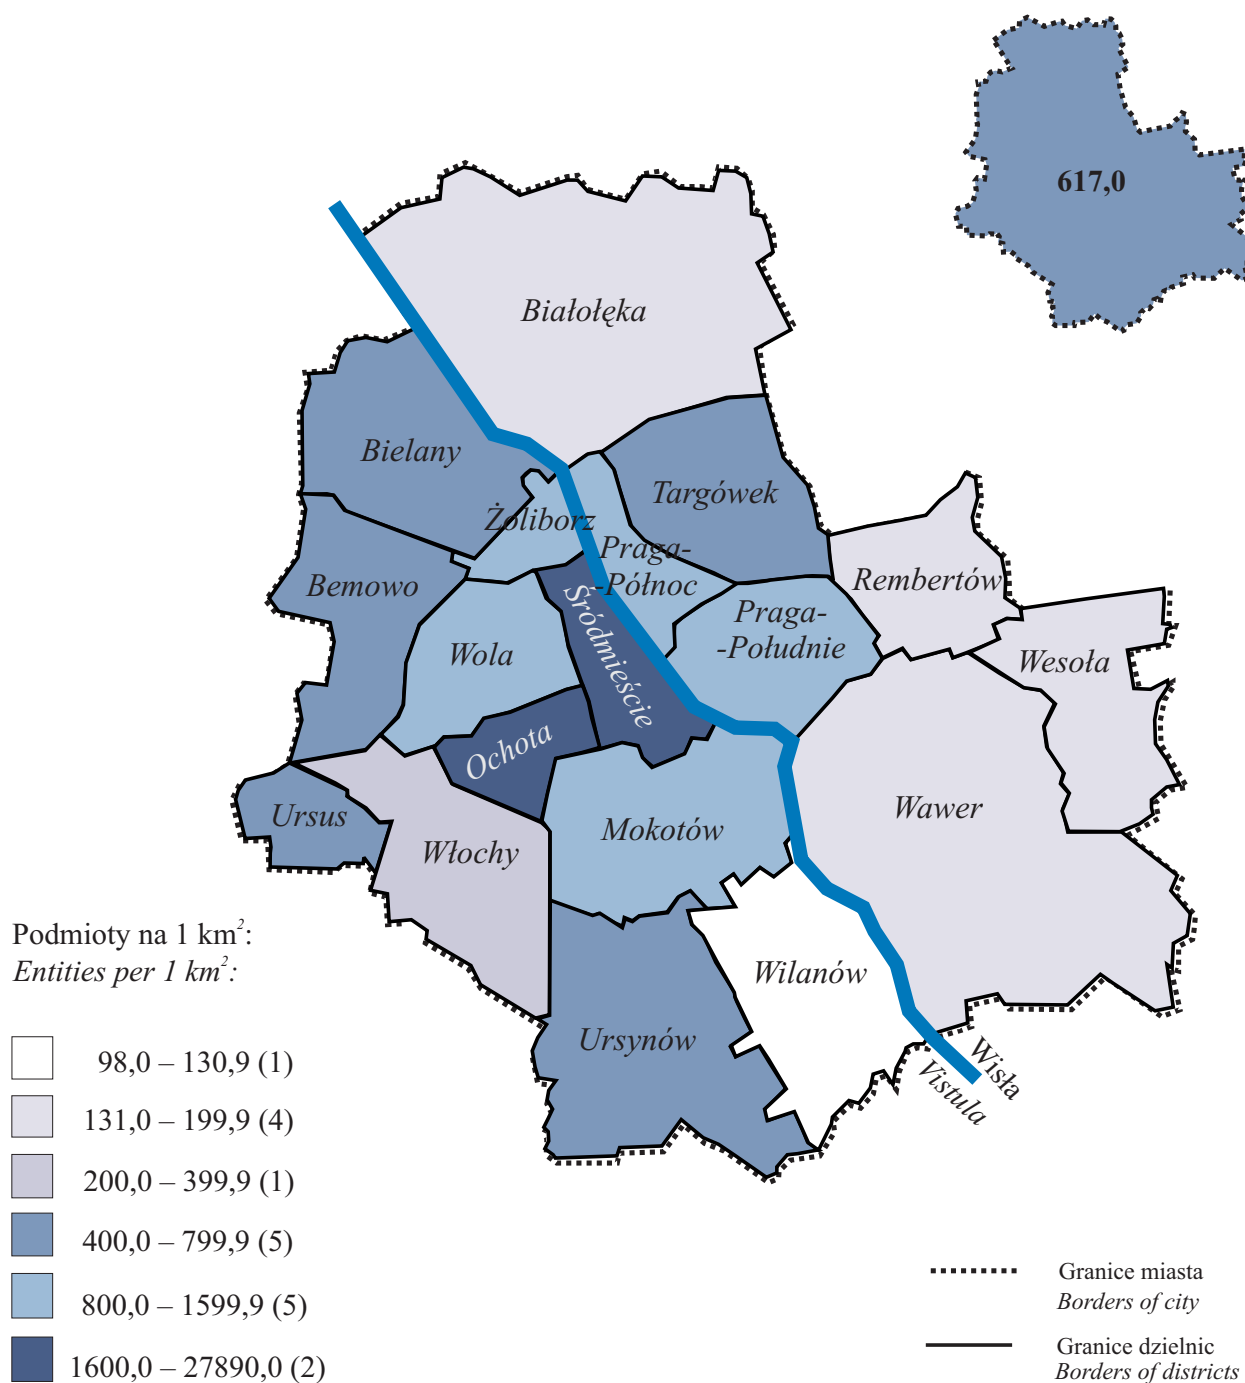 617,0
Białołęka
Bielany
Targówek
Żoliborz
Praga-
-Północ
Rembertów
Bemowo
Śródmieście
Praga-
-Południe
Wola
Wesoła
Ochota
Ursus
Włochy
Mokotów
Wawer
Wilanów
Ursynów
Wisła
Vistula
Podmioty na 1 km²:
Entities per 1 km²:
98,0 – 130,9 (1)
131,0 – 199,9 (4)
200,0 – 399,9 (1)
400,0 – 799,9 (5)
800,0 – 1599,9 (5)
1600,0 – 27890,0 (2)
Granice miasta
Borders of city
Granice dzielnic
Borders of districts